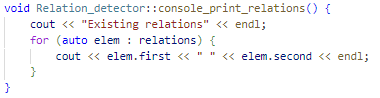 void Relation_detector::console_print_relations() {
    cout << "Existing relations" << endl;
    for (auto elem : relations) {
        cout << elem.first << " " << elem.second << endl;
    }
}